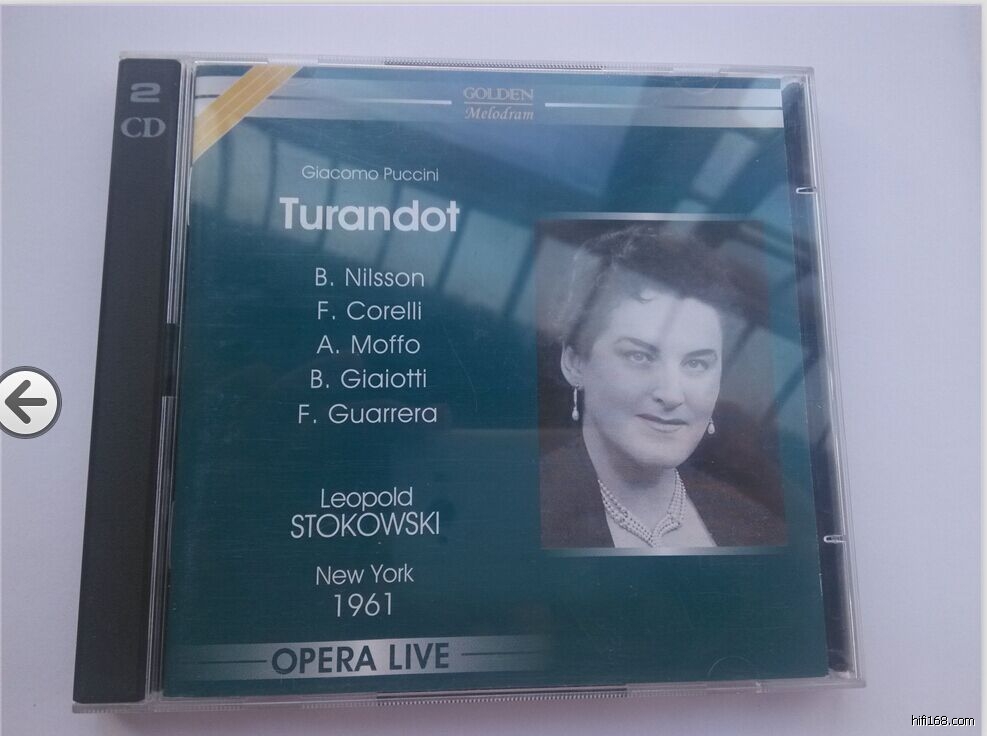 2
CD
GOLDEN
Melodram
Giacomo Puccini
Turandot
B. Nilsson
F. Corelli
A. Moffo
B. Giaiotti
F. Guarrera
Leopold
STOKOWSKI
New York
1961
OPERA LIVE
hifi168.com